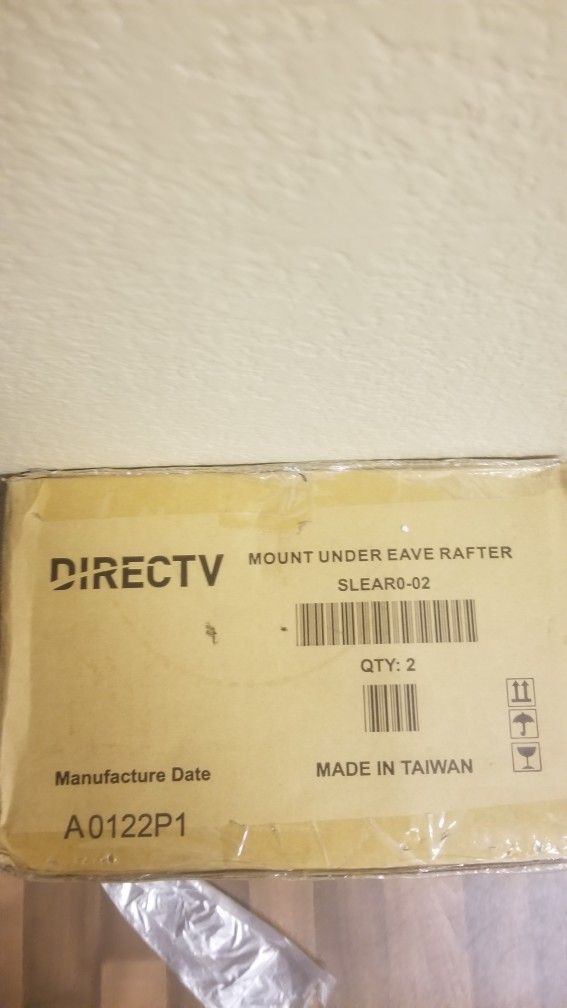 DIRECTV
MOUNT UNDER EAVE RAFTER
SLEAR0-02
QTY: 2
MADE IN TAIWAN
Manufacture Date
A0122P1